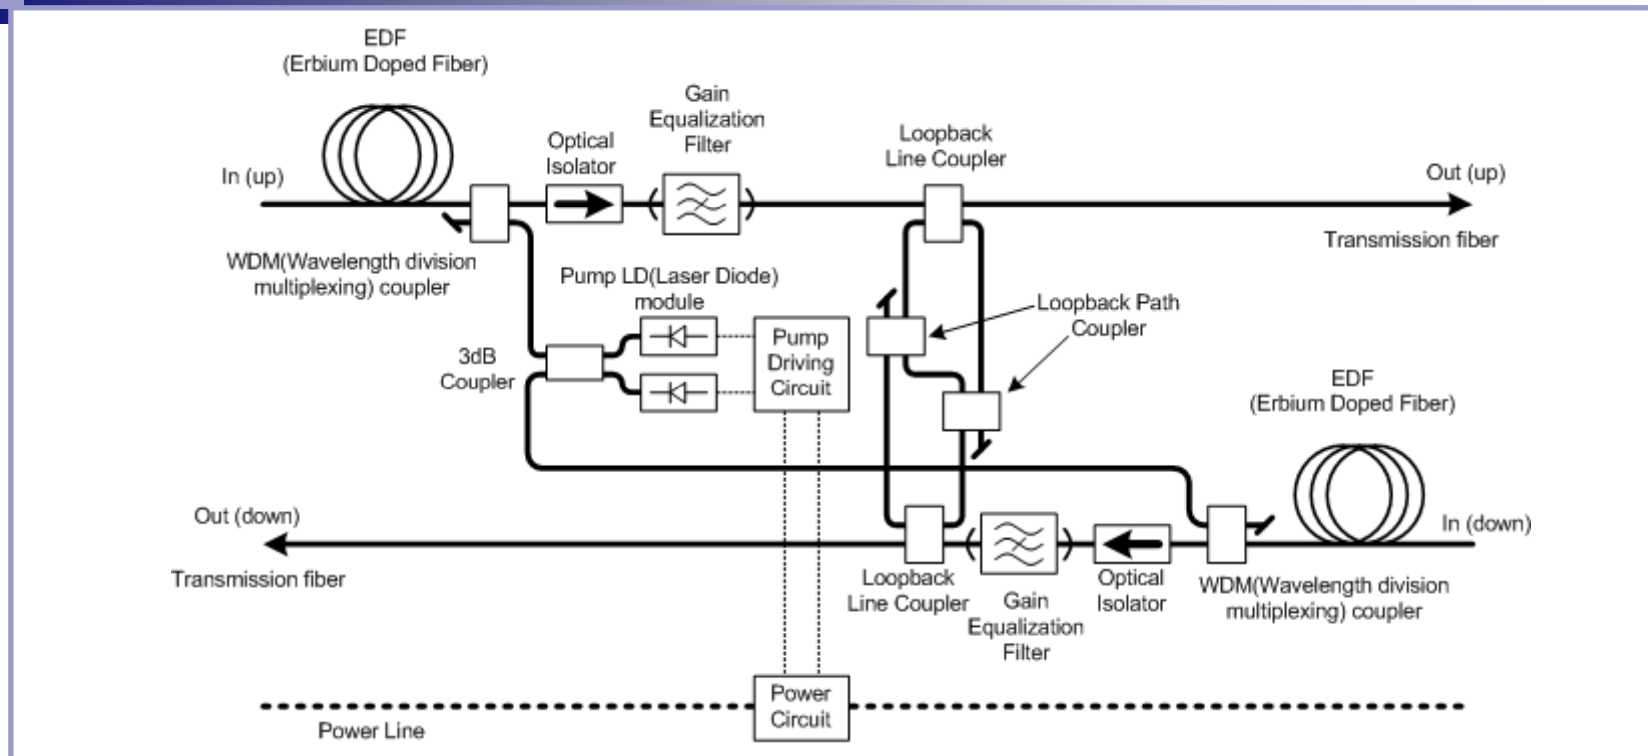 EDF
(Erbium Doped Fiber)
Gain
Equalization
Filter
Optical
Isolator
Loopback
Line Coupler
In (up)
Out (up)
Transmission fiber
WDM(Wavelength division
multiplexing) coupler
Pump LD(Laser Diode)
module
Loopback Path
Coupler
3dB
Coupler
Pump
Driving
Circuit
EDF
(Erbium Doped Fiber)
Out (down)
In (down)
Transmission fiber
Loopback
Line Coupler
Gain
Equalization
Filter
Optical
Isolator
WDM(Wavelength division
multiplexing) coupler
Power
Circuit
Power Line